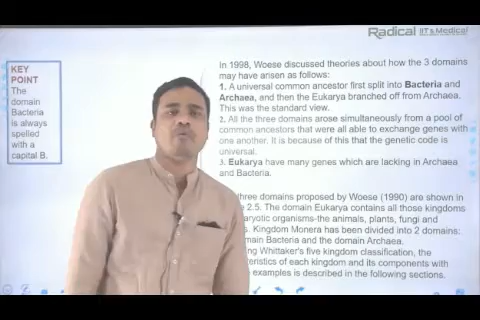 Radical IIT & Medical
KEY
POINT
The
domain
Bacteria
is always
spelled
with a
capital B.
In 1998, Woese discussed theories about how the 3 domains
may have arisen as follows:
1. A universal common ancestor first split into Bacteria and
Archaea, and then the Eukarya branched off from Archaea.
This was the standard view.
2. All the three domains arose simultaneously from a pool of
common ancestors that were all able to exchange genes with
one another. It is because of this that the genetic code is
universal.
3. Eukarya have many genes which are lacking in Archaea
and Bacteria.
three domains proposed by Woese (1990) are shown in
2.5. The domain Eukarya contains all those kingdoms
organisms-the animals, plants, fungi and
Kingdom Monera has been divided into 2 domains:
main Bacteria and the domain Archaea.
Whittaker's five kingdom classification, the
of each kingdom and its components with
examples is described in the following sections.